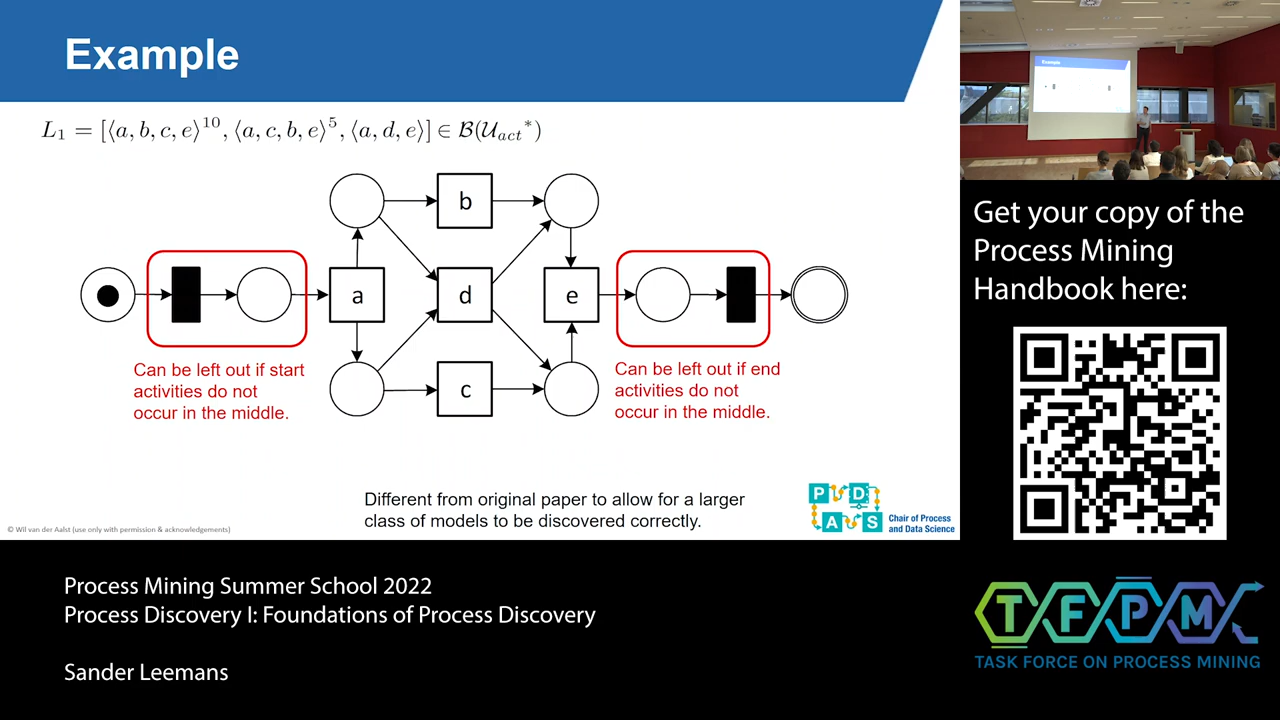 Example
L₁ = [⟨a, b, c, e⟩¹⁰, ⟨a, c, b, e⟩⁵, ⟨a, d, e⟩] ∈ ℬ(𝒰act*)
b
a
d
e
c
Can be left out if start
activities do not
occur in the middle.
Can be left out if end
activities do not
occur in the middle.
Different from original paper to allow for a larger
class of models to be discovered correctly.
© Wil van der Aalst (use only with permission & acknowledgements)
P D
A S
Chair of Process
and Data Science
Example
Get your copy of the
Process Mining
Handbook here:
Process Mining Summer School 2022
Process Discovery I: Foundations of Process Discovery
Sander Leemans
TFPM
TASK FORCE ON PROCESS MINING